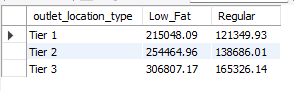 outlet_location_type Low_Fat Regular
Tier 1 215048.09 121349.93
Tier 2 254464.96 138686.01
Tier 3 306807.17 165326.14